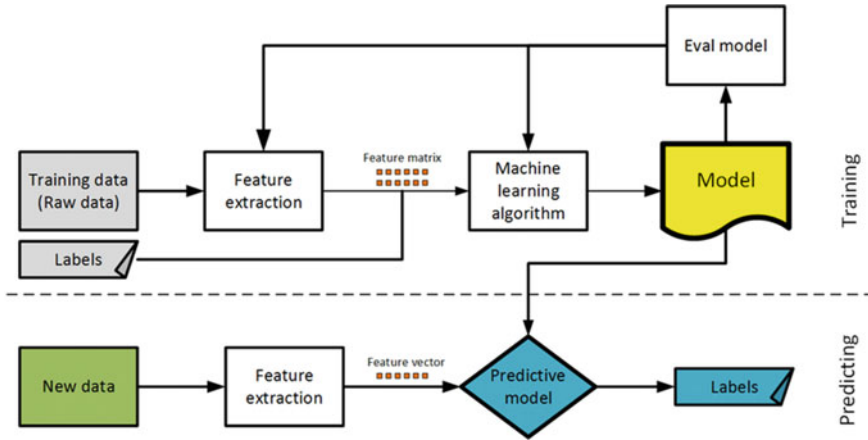 Eval model
Feature matrix
Training data
(Raw data)
Feature
extraction
Machine
learning
algorithm
Model
Training
Labels
New data
Feature
extraction
Feature vector
Predictive
model
Labels
Predicting